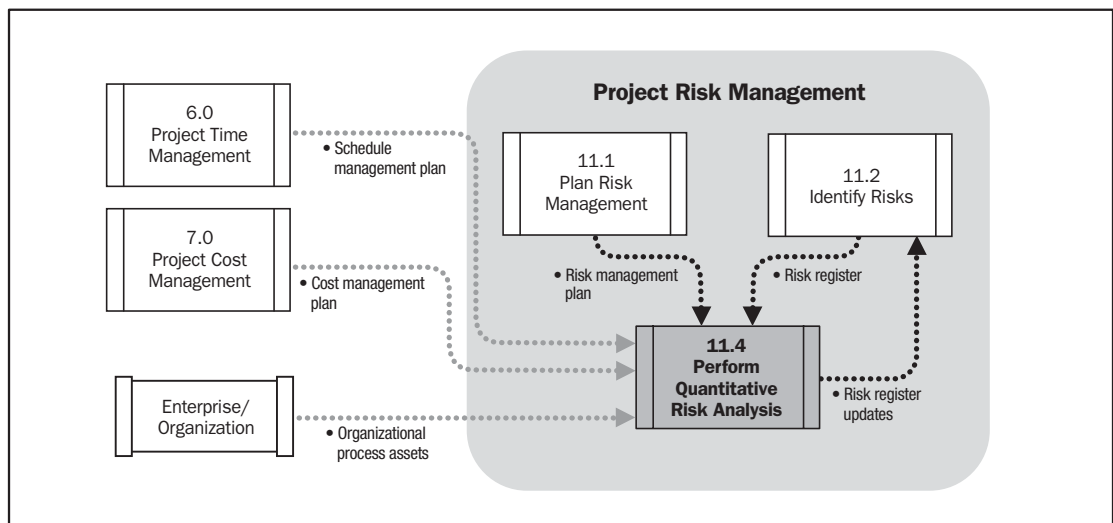 Project Risk Management
6.0
Project Time
Management
• Schedule
management plan
11.1
Plan Risk
Management
11.2
Identify Risks
7.0
Project Cost
Management
• Cost management
plan
• Risk management
plan
• Risk register
11.4
Perform
Quantitative
Risk Analysis
• Risk register
updates
Enterprise/
Organization
• Organizational
process assets